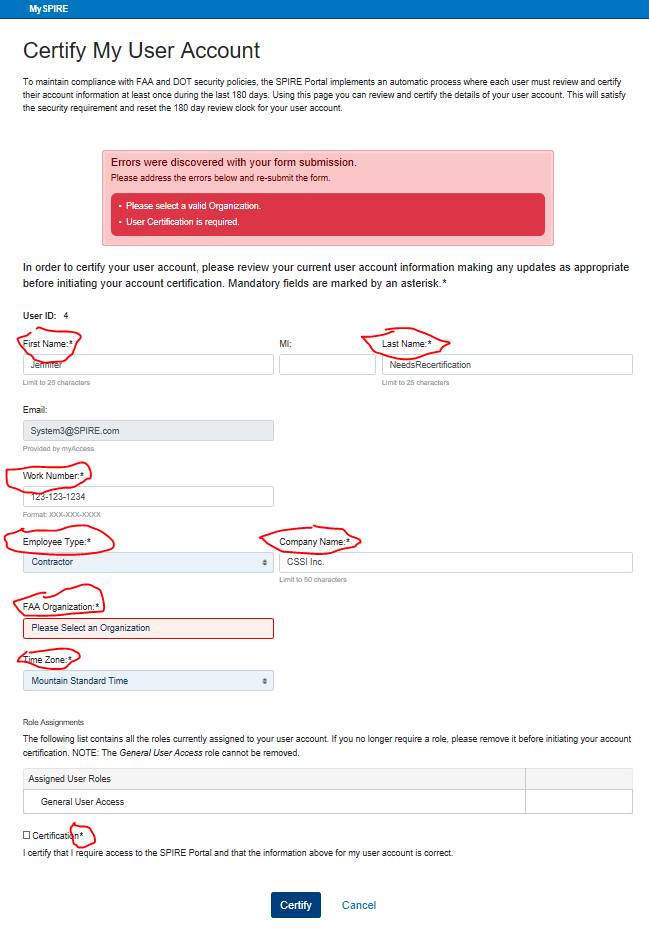 MySPIRE
Certify My User Account
To maintain compliance with FAA and DOT security policies, the SPIRE Portal implements an automatic process where each user must review and certify
their account information at least once during the last 180 days. Using this page you can review and certify the details of your user account. This will satisfy
the security requirement and reset the 180 day review clock for your user account.
Errors were discovered with your form submission.
Please address the errors below and re-submit the form.
• Please select a valid Organization.
• User Certification is required.
In order to certify your user account, please review your current user account information making any updates as appropriate
before initiating your account certification. Mandatory fields are marked by an asterisk.*
User ID: 4
First Name:* MI: Last Name:*
Jennifer NeedsRecertification
Limit to 25 characters Limit to 25 characters
Email:
System3@SPIRE.com
Provided by myAccess
Work Number:*
123-123-1234
Format: XXX-XXX-XXXX
Employee Type:* Company Name:*
Contractor CSSI Inc.
Limit to 50 characters
FAA Organization:*
Please Select an Organization
Time Zone:*
Mountain Standard Time
Role Assignments
The following list contains all the roles currently assigned to your user account. If you no longer require a role, please remove it before initiating your account
certification. NOTE: The General User Access role cannot be removed.
Assigned User Roles
General User Access
Certification*
I certify that I require access to the SPIRE Portal and that the information above for my user account is correct.
Certify Cancel